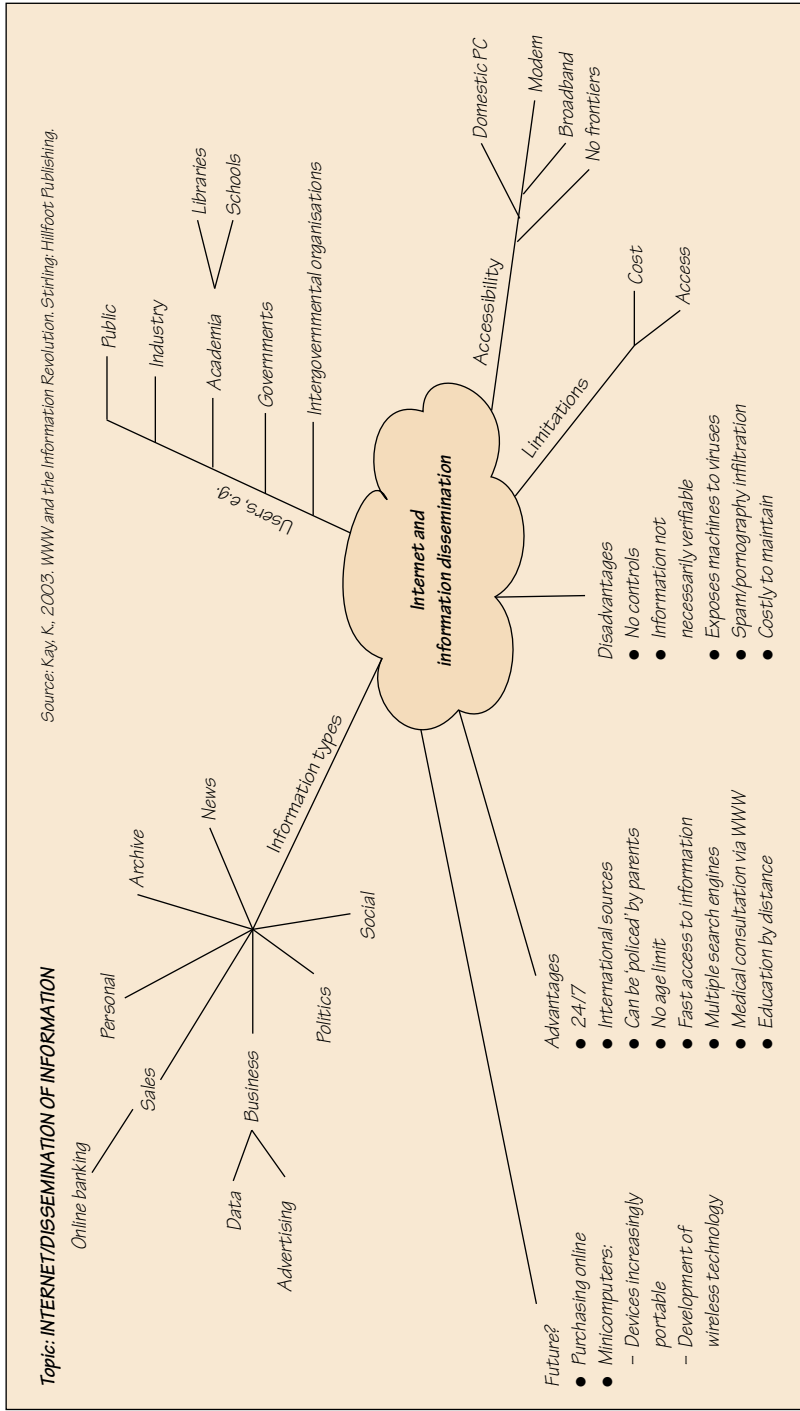 Topic: INTERNET/DISSEMINATION OF INFORMATION
Source: Kay, K., 2003. WWW and the Information Revolution. Stirling: Hillfoot Publishing.
Internet and
information dissemination
Information types
Online banking
Sales
Personal
Archive
News
Social
Politics
Business
Data
Advertising
Users, e.g.
Public
Industry
Academia
Libraries
Schools
Governments
Intergovernmental organisations
Accessibility
Domestic PC
Modem
Broadband
No frontiers
Limitations
Cost
Access
Disadvantages
● No controls
● Information not
necessarily verifiable
● Exposes machines to viruses
● Spam/pornography infiltration
● Costly to maintain
Advantages
● 24/7
● International sources
● Can be 'policed' by parents
● No age limit
● Fast access to information
● Multiple search engines
● Medical consultation via WWW
● Education by distance
Future?
● Purchasing online
● Minicomputers:
– Devices increasingly
portable
– Development of
wireless technology